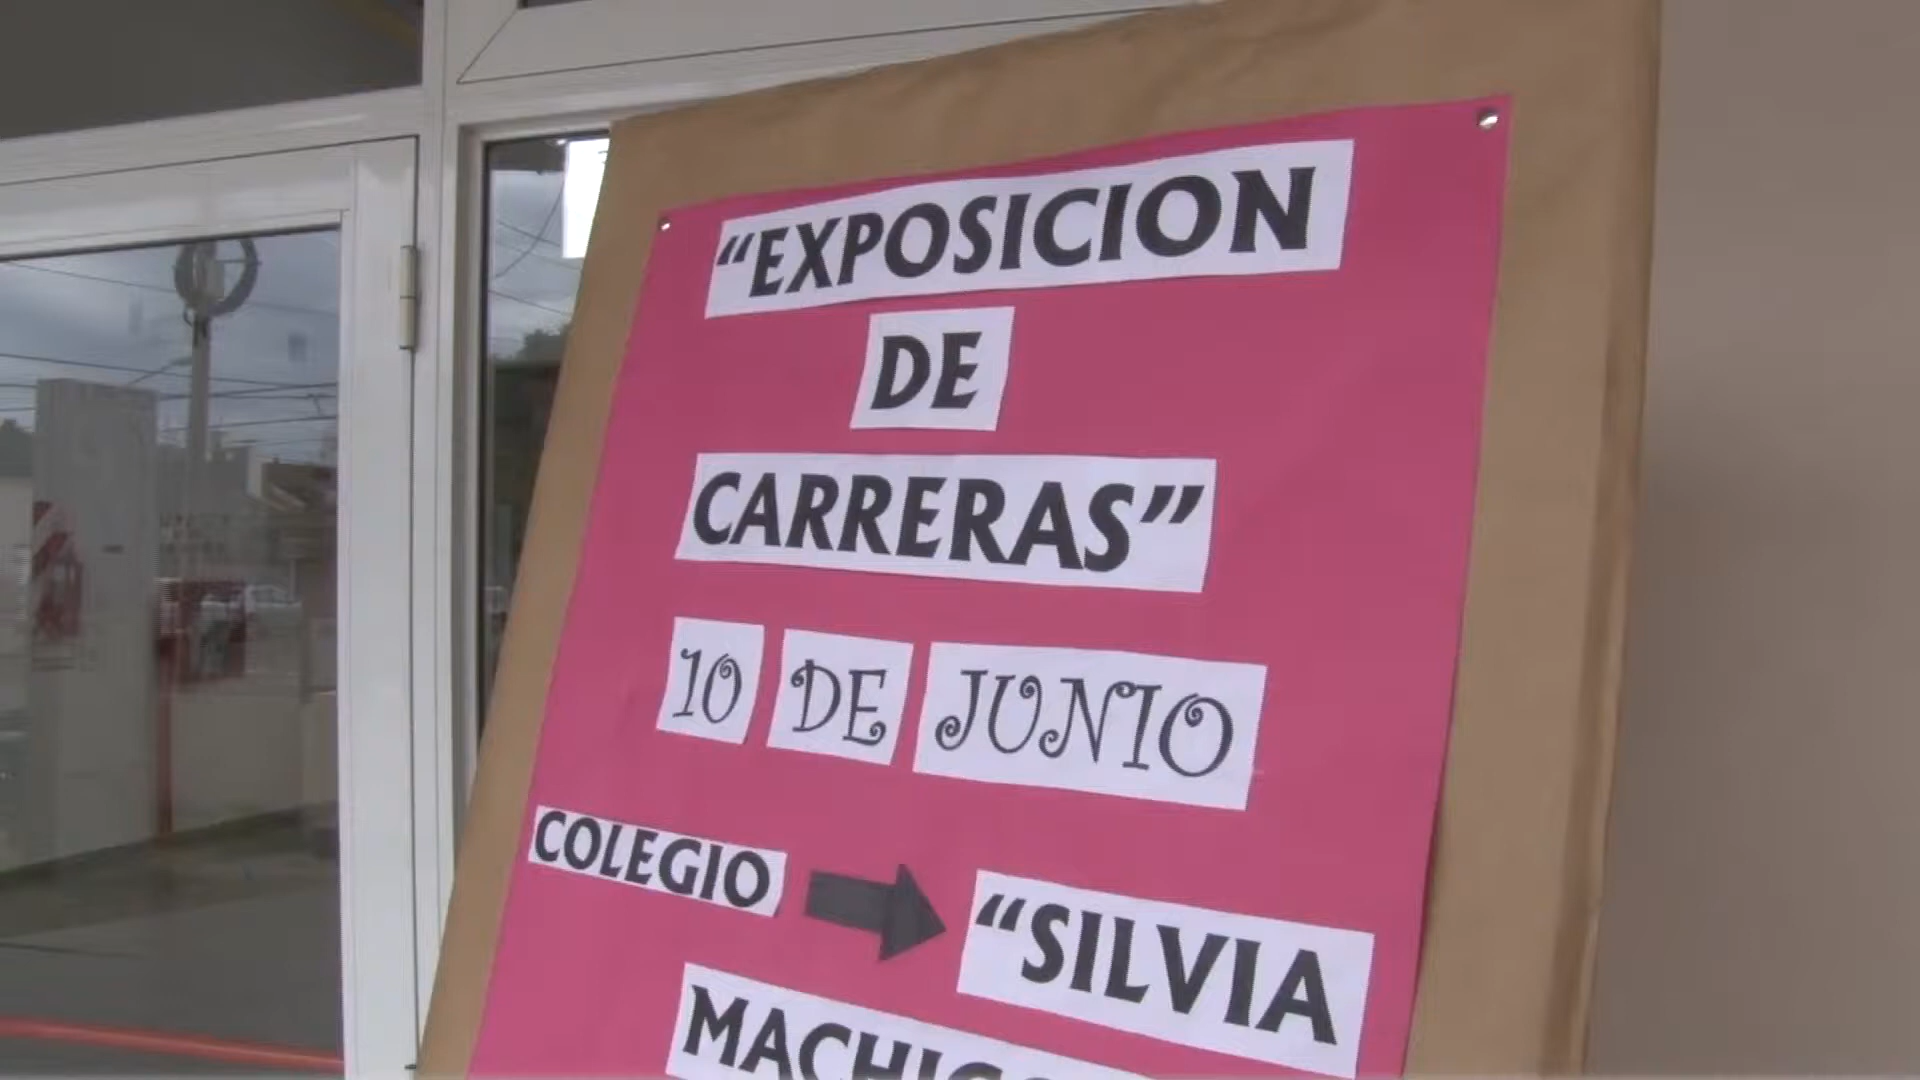 “EXPOSICION
DE
CARRERAS”
10 DE JUNIO
COLEGIO “SILVIA